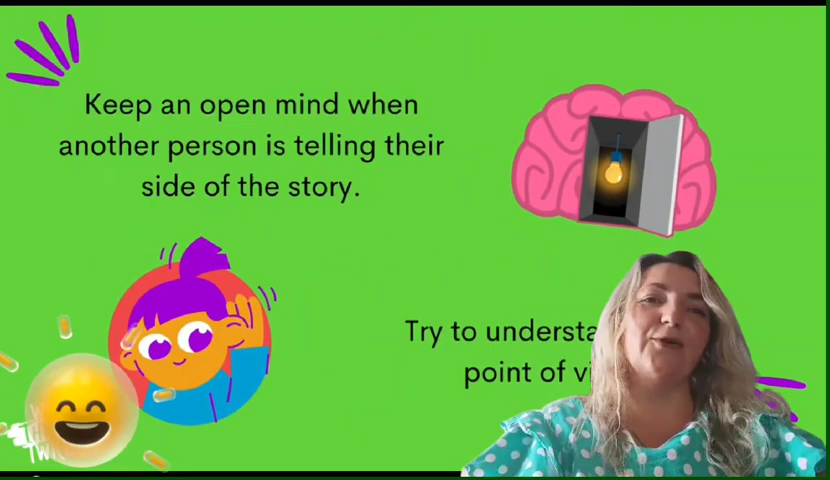 Keep an open mind when
another person is telling their
side of the story.
Try to
point of